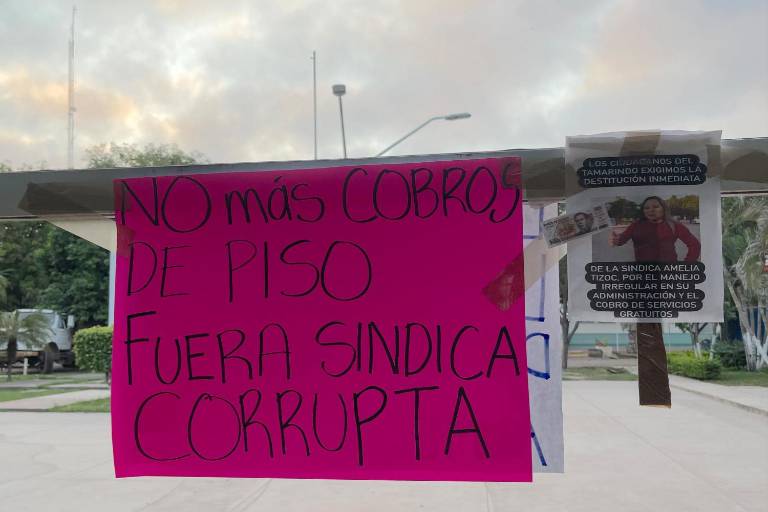 NO más COBROS
DE PISO
FUERA SINDICA
CORRUPTA
LOS CIUDADANOS DEL
TAMARINDO EXIGIMOS LA
DESTITUCIÓN INMEDIATA
DE LA SINDICA AMELIA
TIZOC, POR EL MANEJO
IRREGULAR EN SU
ADMINISTRACIÓN Y EL
COBRO DE SERVICIOS
GRATUITOS